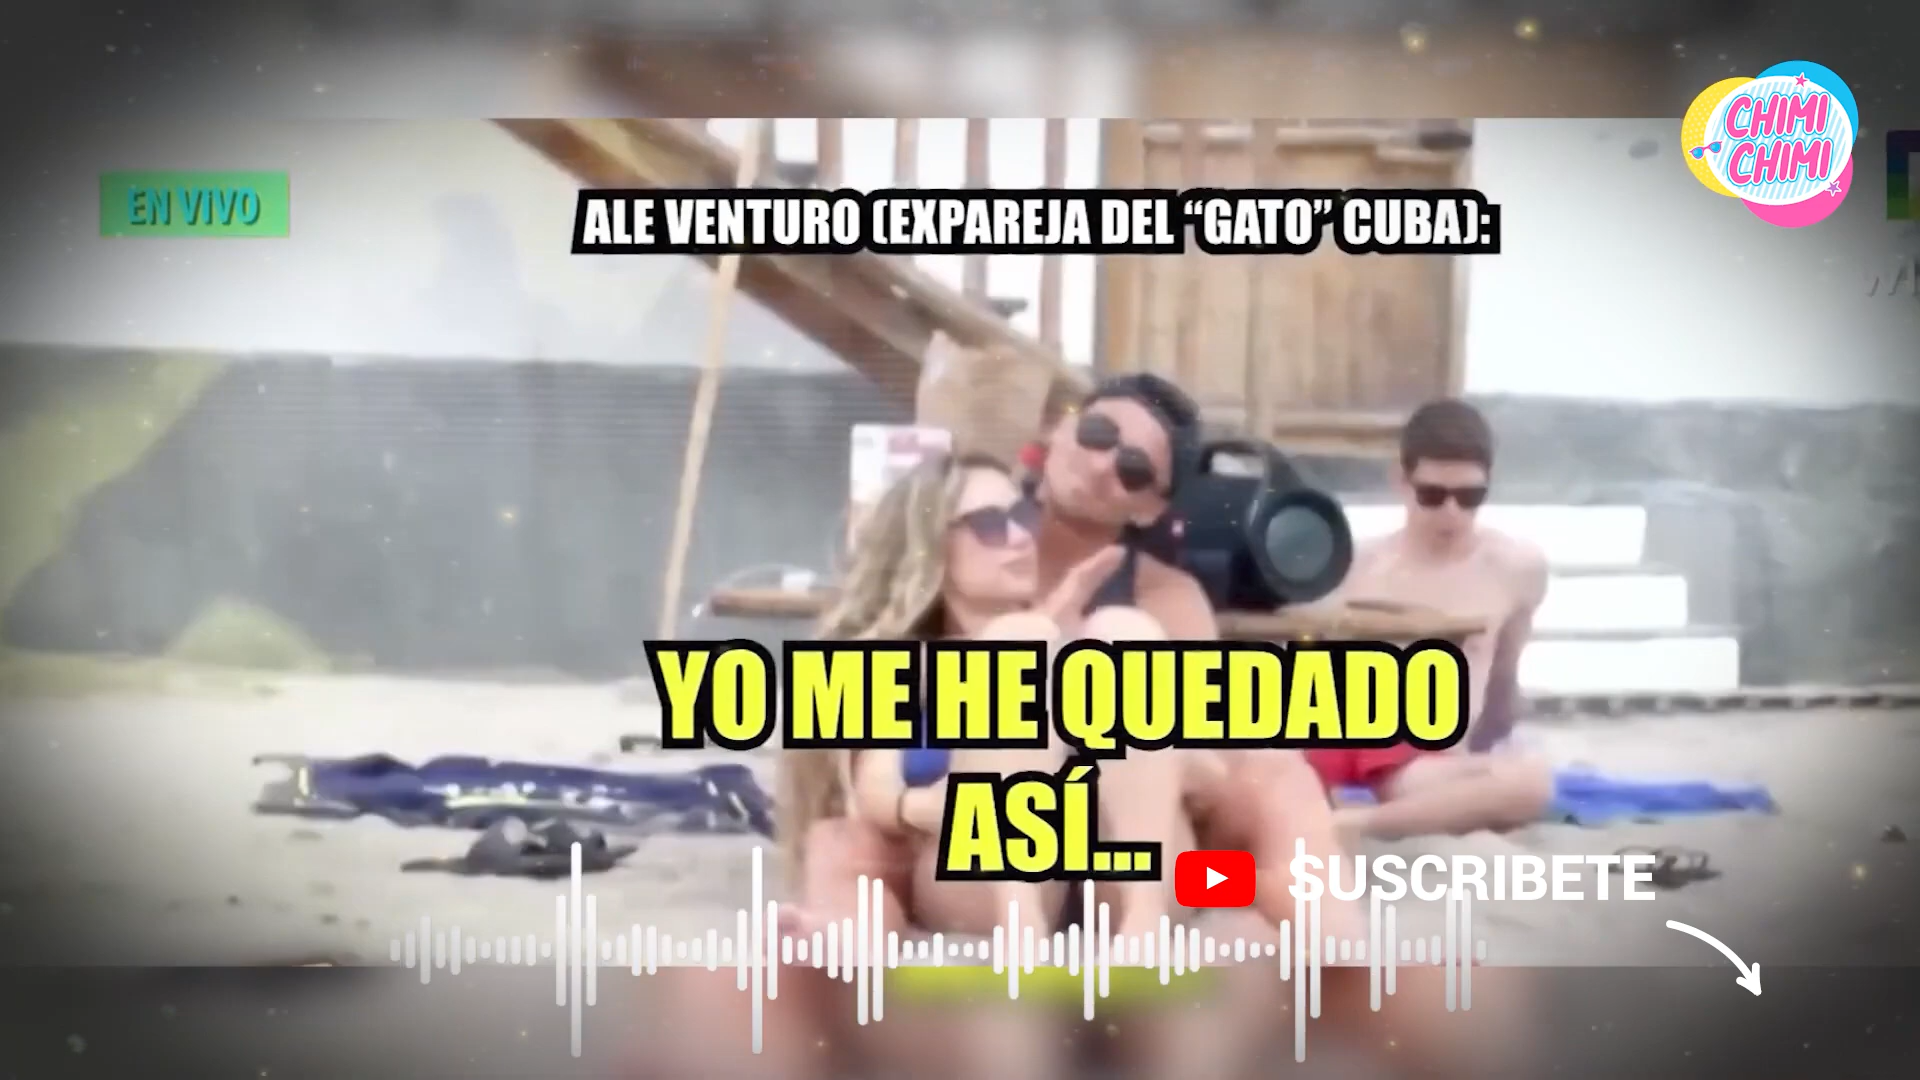 CHIMI
CHIMI
EN VIVO
ALE VENTURO (EXPAREJA DEL “GATO” CUBA):
YO ME HE QUEDADO
ASÍ...
SUSCRIBETE